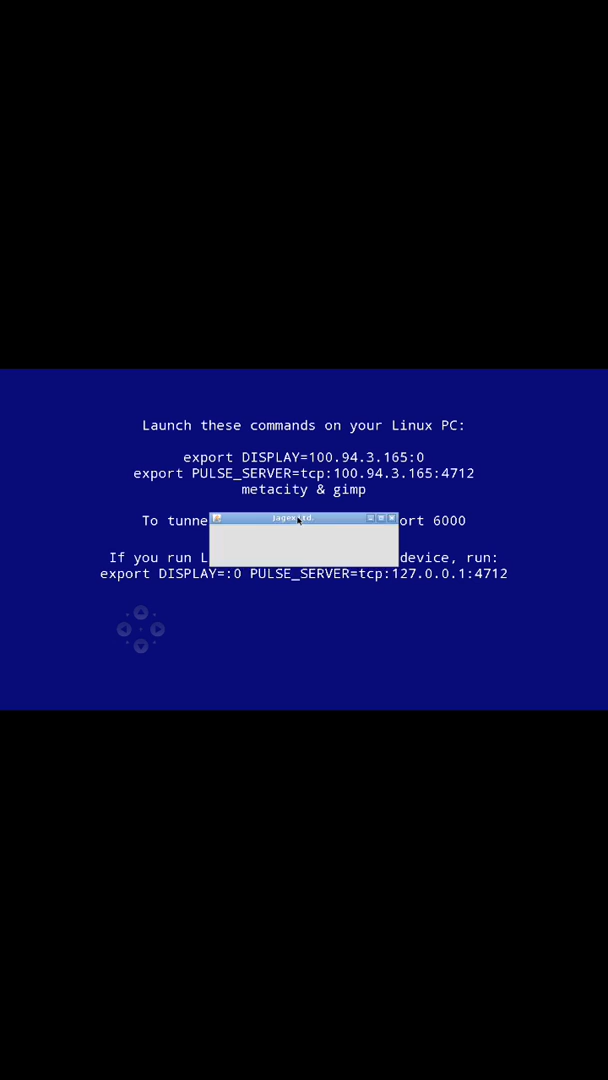 Launch these commands on your Linux PC:
export DISPLAY=100.94.3.165:0
export PULSE_SERVER=tcp:100.94.3.165:4712
metacity & gimp
Jagex Ltd.
To tunne ort 6000
If you run L device, run:
export DISPLAY=:0 PULSE_SERVER=tcp:127.0.0.1:4712